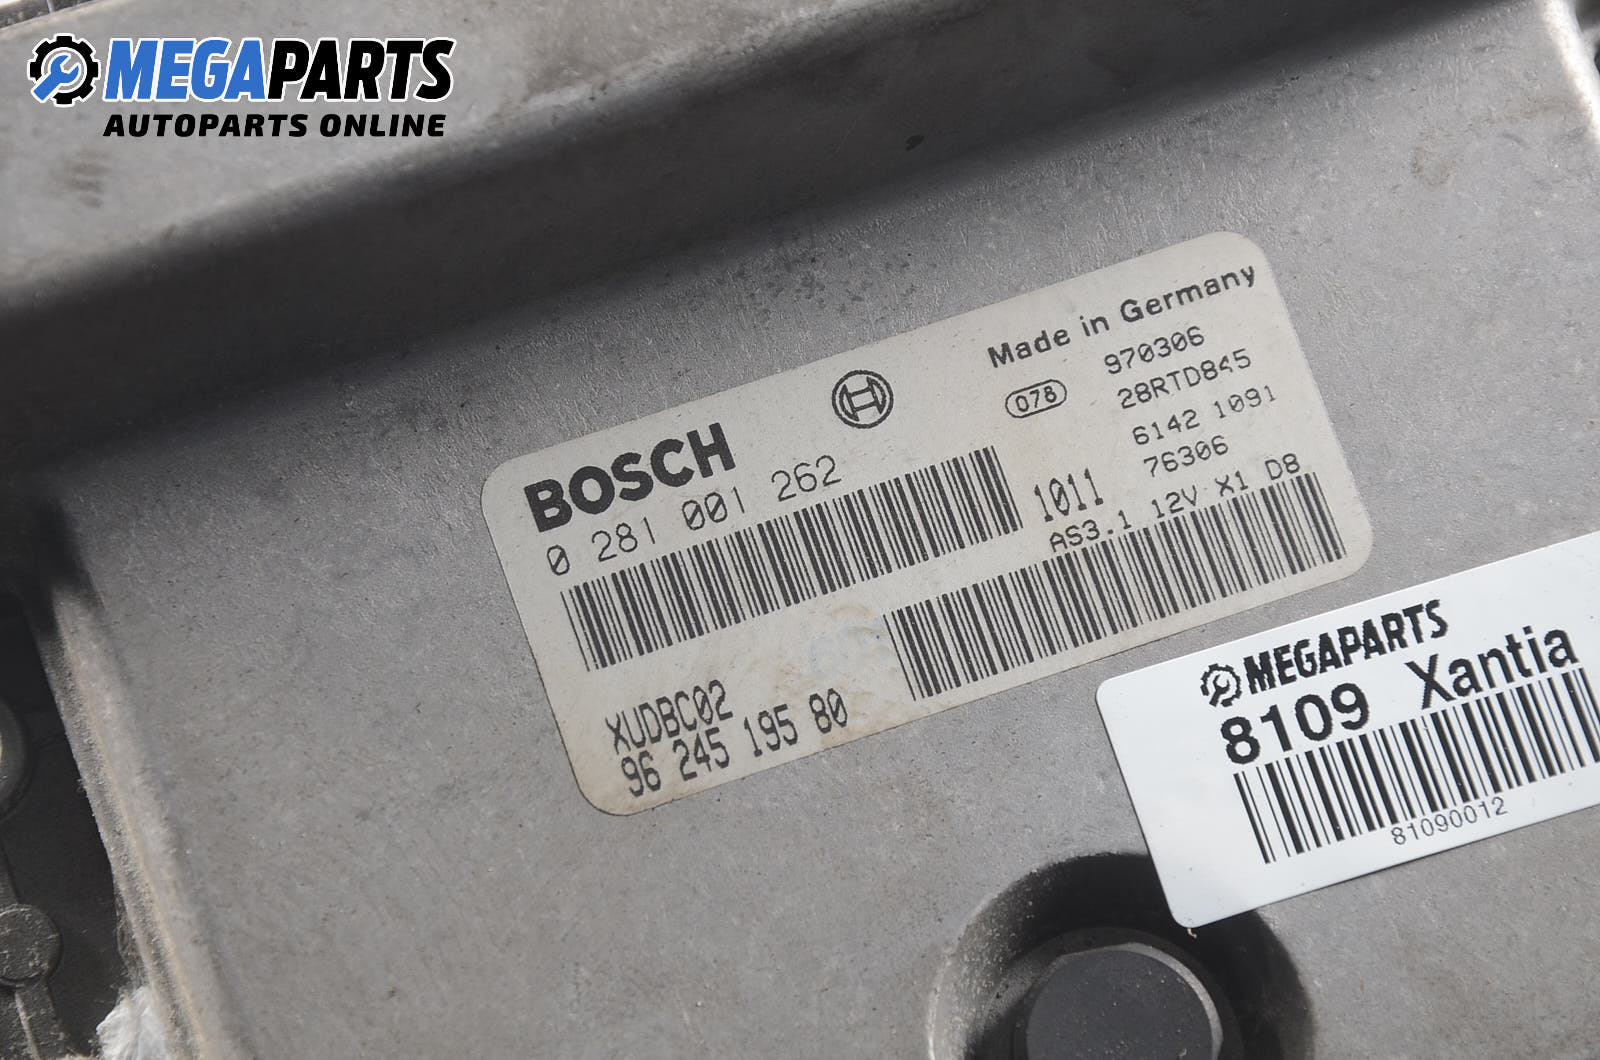 MEGAPARTS
AUTOPARTS ONLINE
Made in Germany
970306
078
28RTD845
6142 1091
76306
BOSCH
0 281 001 262
1011
AS3.1 12V X1 D8
XUDBC02
96 245 195 80
MEGAPARTS
8109 Xantia
81090012